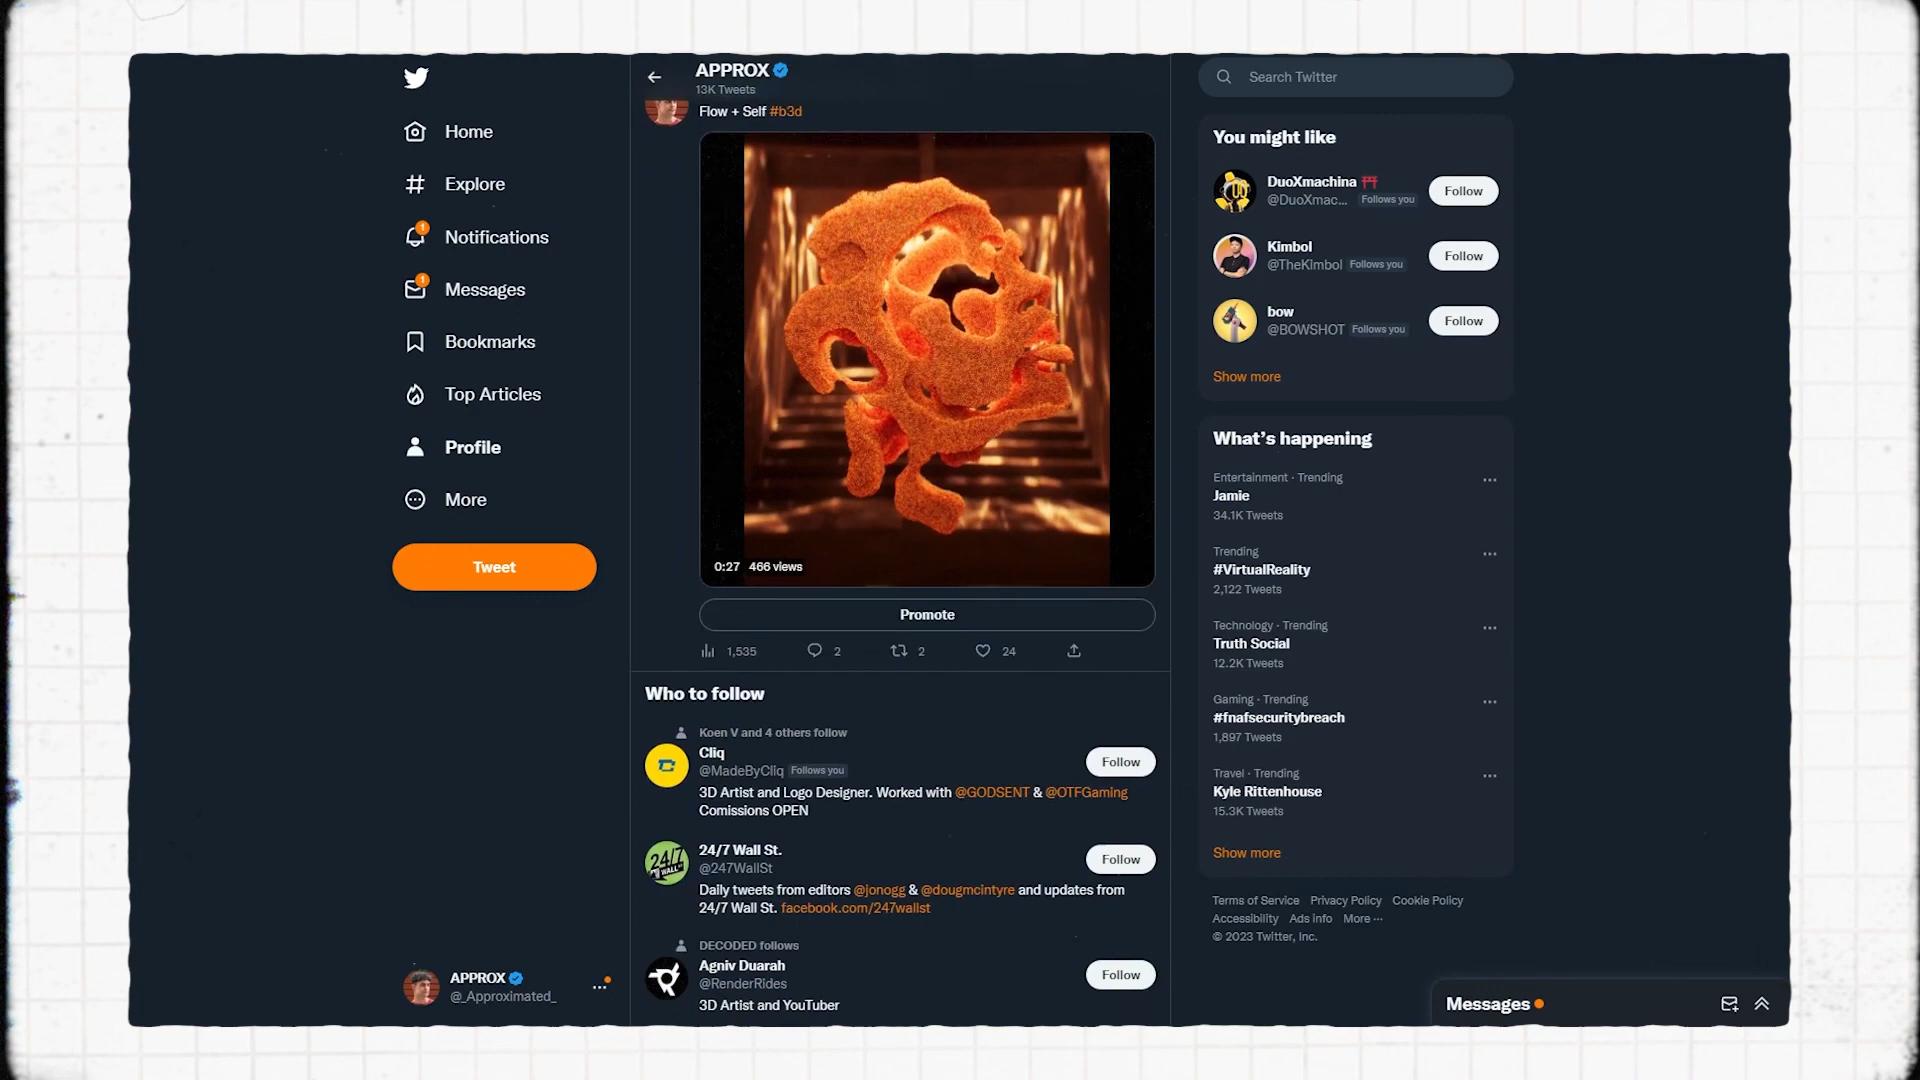 Home
Explore
1
Notifications
1
Messages
Bookmarks
Top Articles
Profile
More
Tweet
APPROX
@_Approximated_
APPROX
13K Tweets
Flow + Self #b3d
0:27 466 views
Promote
1,535 2 2 24
Who to follow
Koen V and 4 others follow
Cliq
@MadeByCliq Follows you
Follow
3D Artist and Logo Designer. Worked with @GODSENT & @OTFGaming
Comissions OPEN
24/7 WALL ST
24/7 Wall St.
@247WallSt
Follow
Daily tweets from editors @jonogg & @dougmcintyre and updates from
24/7 Wall St. facebook.com/247wallst
DECODED follows
Agniv Duarah
@RenderRides
Follow
3D Artist and YouTuber
Search Twitter
You might like
DuoXmachina
@DuoXmac... Follows you
Follow
Kimbol
@TheKimbol Follows you
Follow
bow
@BOWSHOT Follows you
Follow
Show more
What's happening
Entertainment · Trending
Jamie
34.1K Tweets
Trending
#VirtualReality
2,122 Tweets
Technology · Trending
Truth Social
12.2K Tweets
Gaming · Trending
#fnafsecuritybreach
1,897 Tweets
Travel · Trending
Kyle Rittenhouse
15.3K Tweets
Show more
Terms of Service Privacy Policy Cookie Policy
Accessibility Ads info More ···
© 2023 Twitter, Inc.
Messages